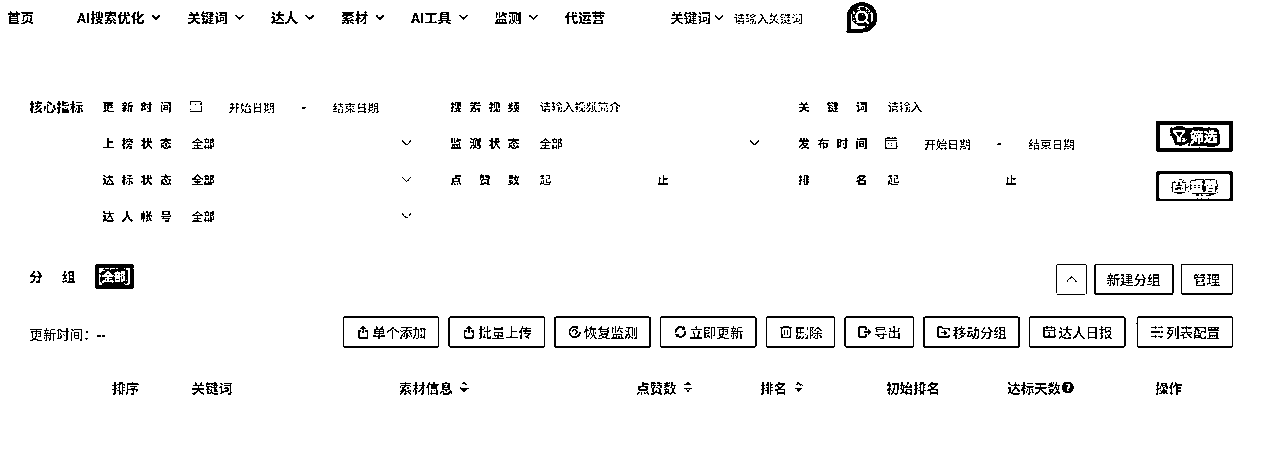 首页 AI搜索优化 关键词 达人 素材 AI工具 监测 代运营 关键词 请输入关键词
核心指标 更新时间 开始日期 - 结束日期 搜索视频 请输入视频简介 关键词 请输入
上榜状态 全部 监测状态 全部 发布时间 开始日期 - 结束日期 筛选
达标状态 全部 点赞数 起 止 排名 起 止 重置
达人帐号 全部
分组 全部 新建分组 管理
更新时间：-- 单个添加 批量上传 恢复监测 立即更新 删除 导出 移动分组 达人日报 列表配置
排序 关键词 素材信息 点赞数 排名 初始排名 达标天数 操作